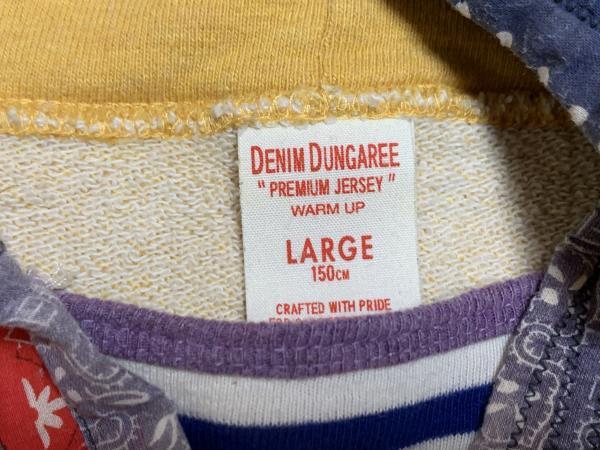 DENIM DUNGAREE
" PREMIUM JERSEY "
WARM UP
LARGE
150CM
CRAFTED WITH PRIDE